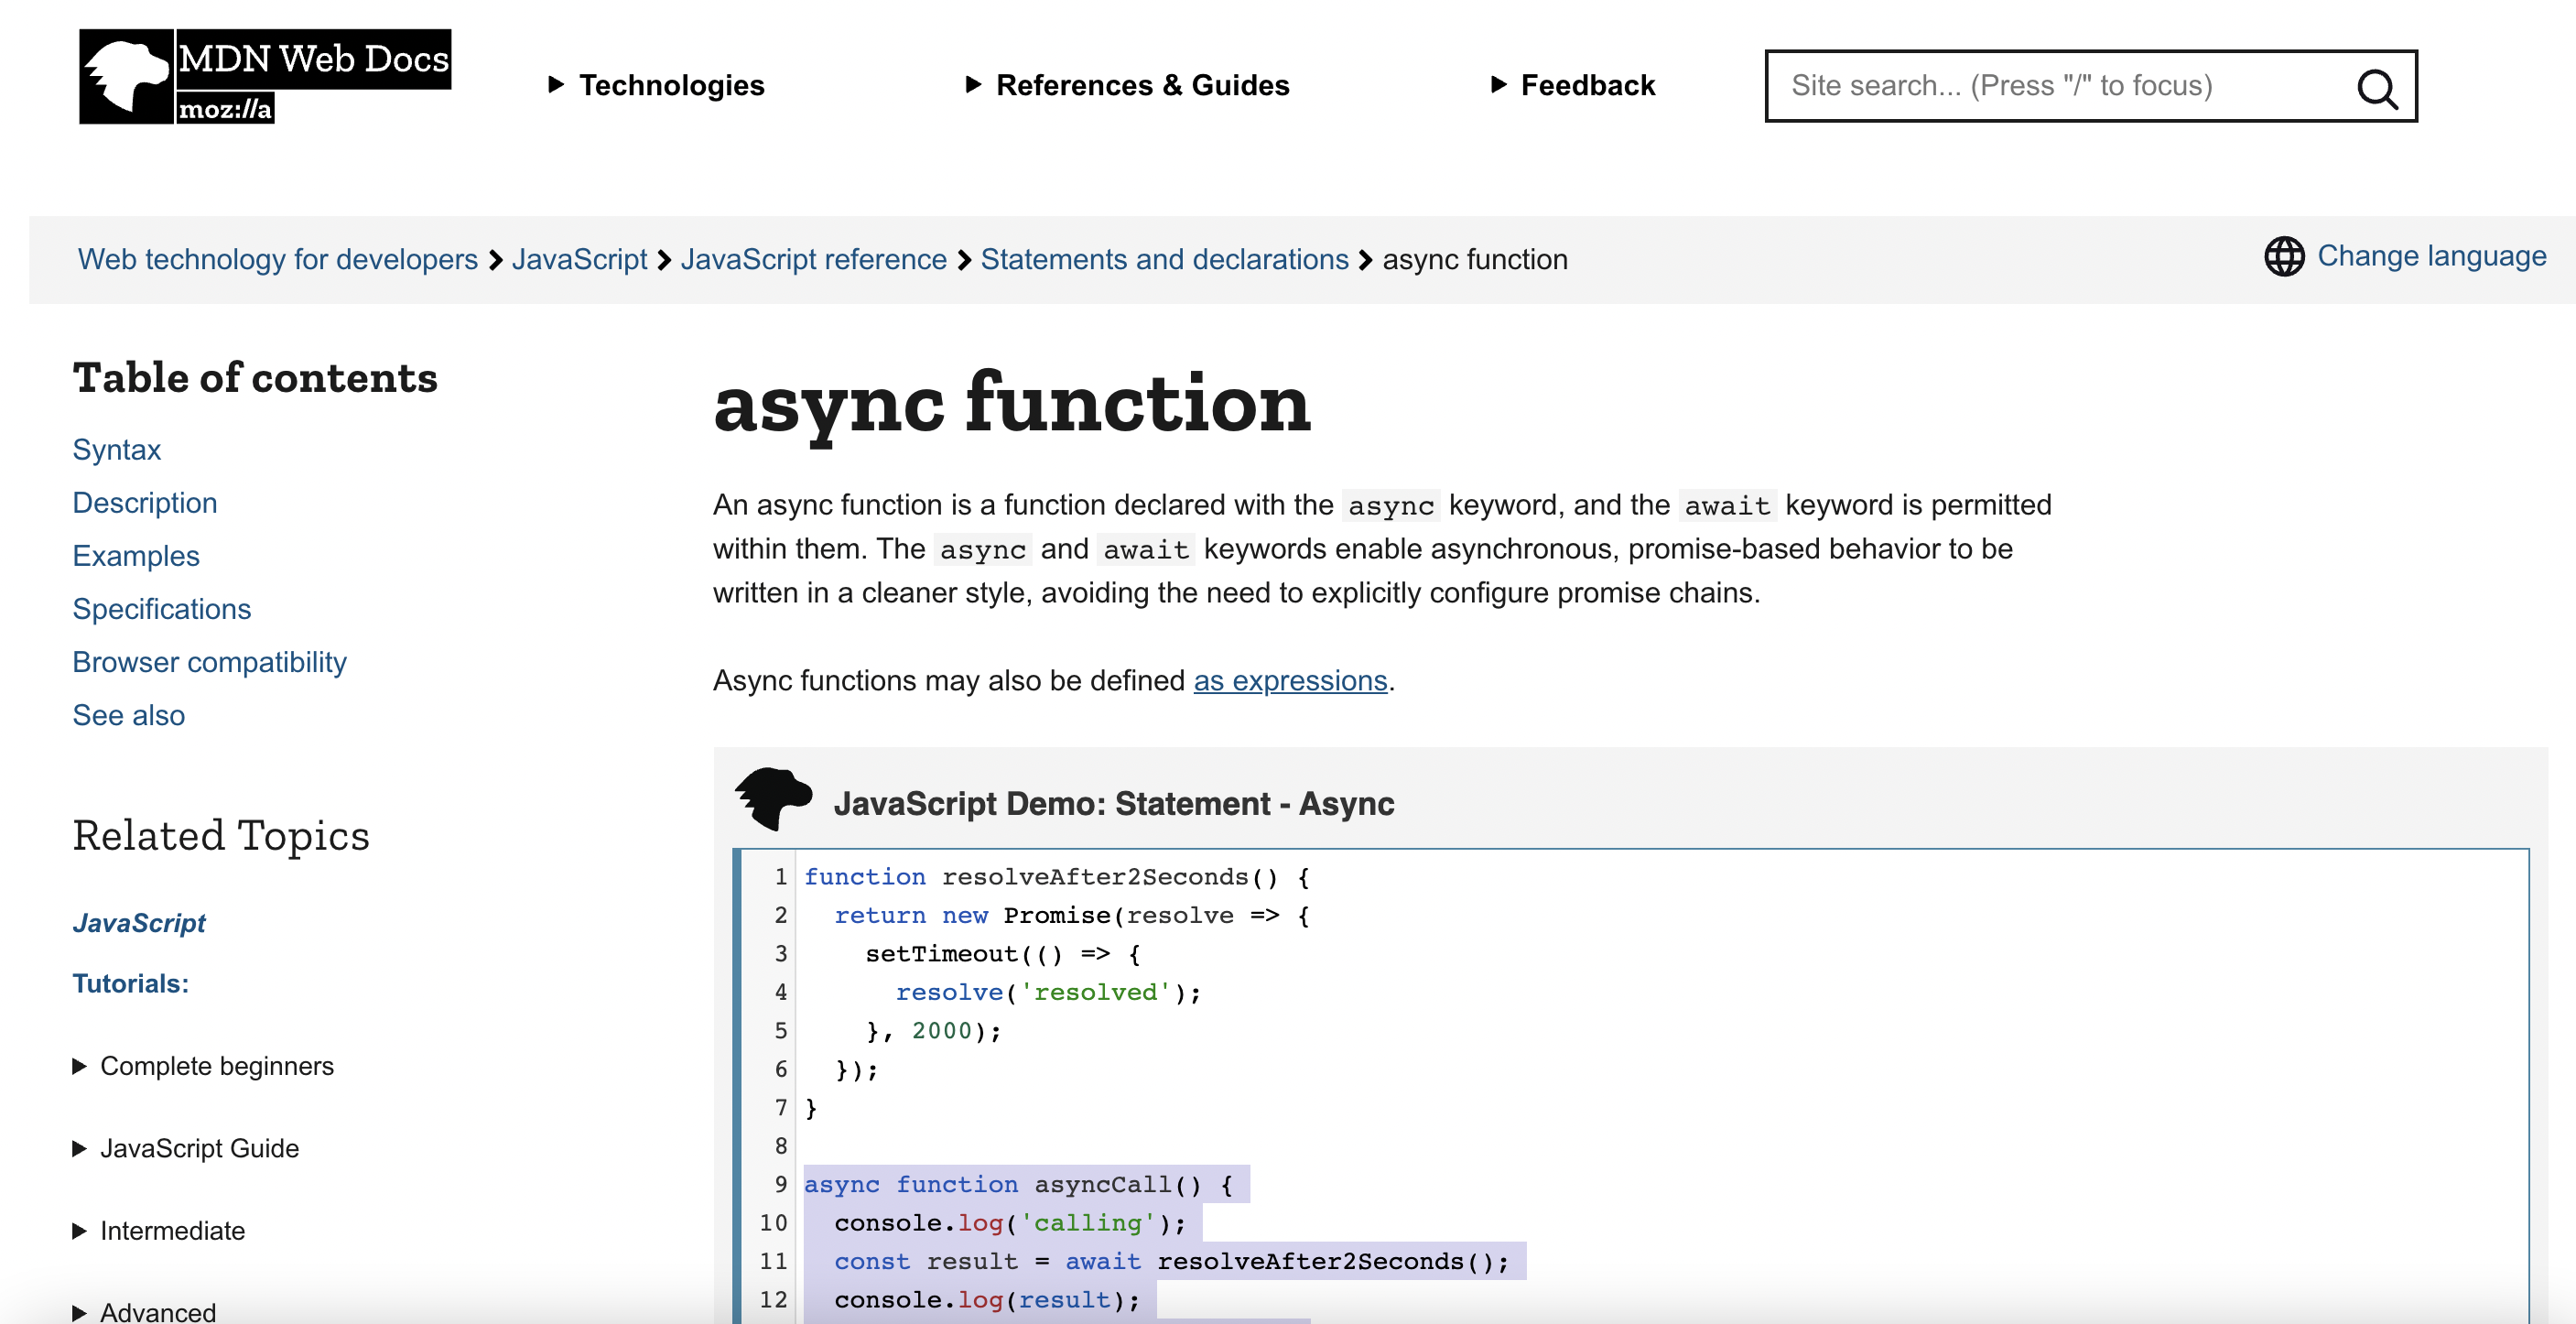 MDN Web Docs
moz://a
Technologies
References & Guides
Feedback
Site search... (Press "/" to focus)
Web technology for developers
JavaScript
JavaScript reference
Statements and declarations
async function
Change language
Table of contents
Syntax
Description
Examples
Specifications
Browser compatibility
See also
Related Topics
JavaScript
Tutorials:
Complete beginners
JavaScript Guide
Intermediate
Advanced
async function
An async function is a function declared with the async keyword, and the await keyword is permitted
within them. The async and await keywords enable asynchronous, promise-based behavior to be
written in a cleaner style, avoiding the need to explicitly configure promise chains.
Async functions may also be defined as expressions.
JavaScript Demo: Statement - Async
1 function resolveAfter2Seconds() {
2   return new Promise(resolve => {
3     setTimeout(() => {
4       resolve('resolved');
5     }, 2000);
6   });
7 }
8
9 async function asyncCall() {
10   console.log('calling');
11   const result = await resolveAfter2Seconds();
12   console.log(result);